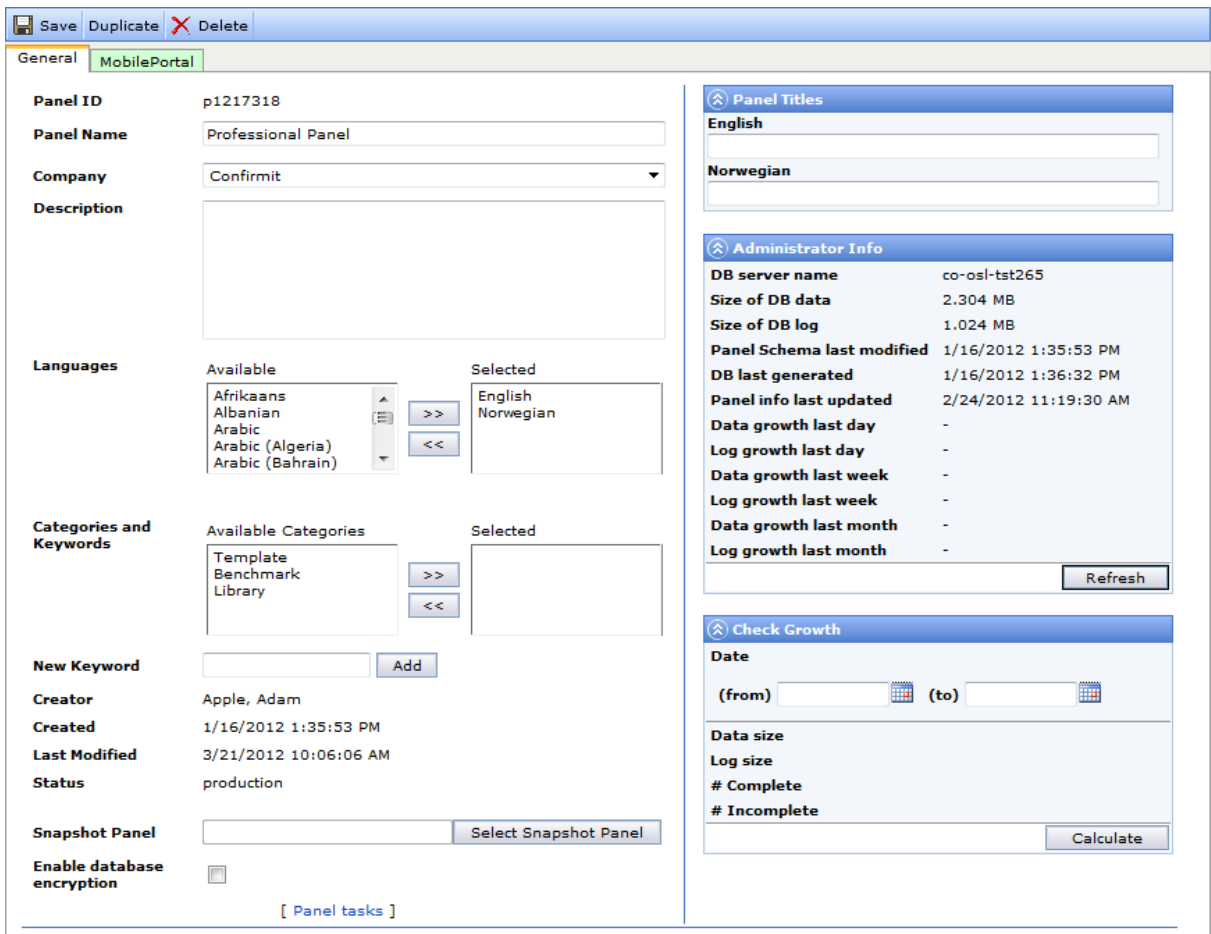 Save Duplicate Delete
General MobilePortal
Panel ID p1217318
Panel Name Professional Panel
Company Confirmit
Description
Languages Available Selected
Afrikaans
Albanian
Arabic
Arabic (Algeria)
Arabic (Bahrain)
>>
<<
English
Norwegian
Categories and
Keywords
Available Categories Selected
Template
Benchmark
Library
>>
<<
New Keyword Add
Creator Apple, Adam
Created 1/16/2012 1:35:53 PM
Last Modified 3/21/2012 10:06:06 AM
Status production
Snapshot Panel Select Snapshot Panel
Enable database
encryption
[ Panel tasks ]
Panel Titles
English
Norwegian
Administrator Info
DB server name co-osl-tst265
Size of DB data 2.304 MB
Size of DB log 1.024 MB
Panel Schema last modified 1/16/2012 1:35:53 PM
DB last generated 1/16/2012 1:36:32 PM
Panel info last updated 2/24/2012 11:19:30 AM
Data growth last day -
Log growth last day -
Data growth last week -
Log growth last week -
Data growth last month -
Log growth last month -
Refresh
Check Growth
Date
(from) (to)
Data size
Log size
# Complete
# Incomplete
Calculate